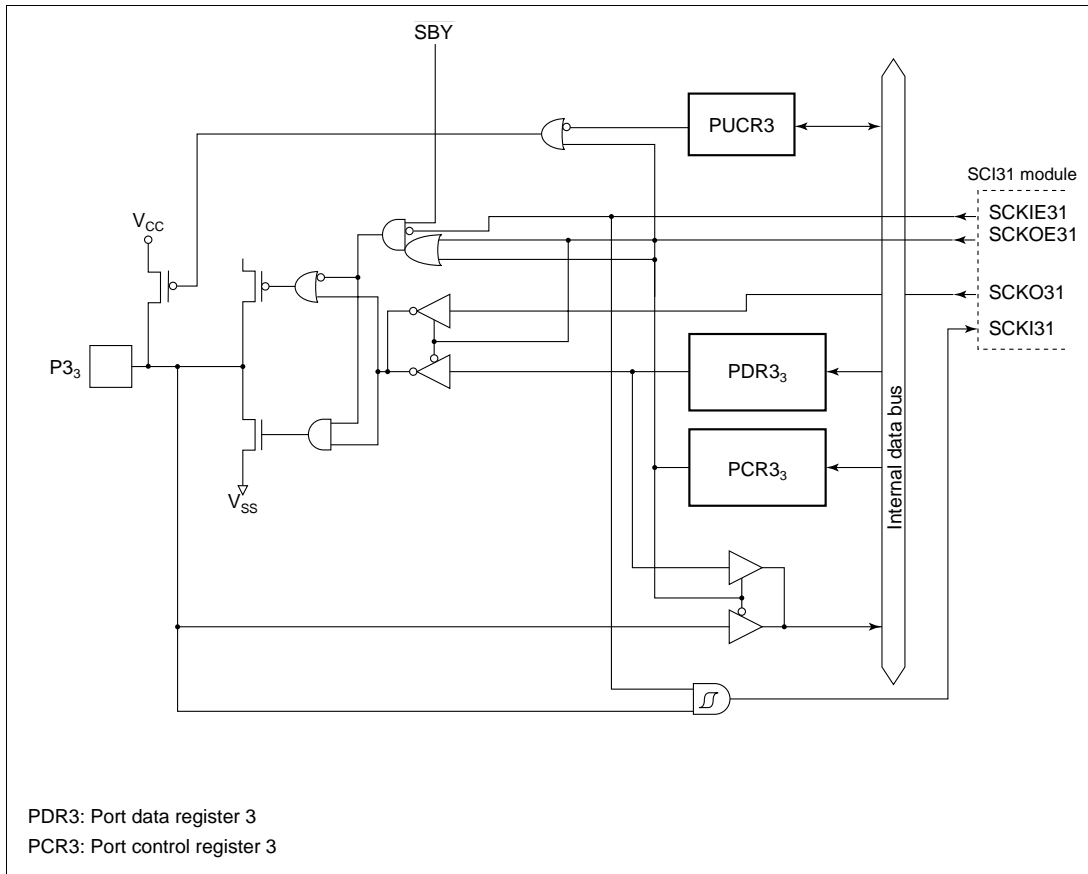 SBY
PUCR3
SCI31 module
SCKIE31
SCKOE31
VCC
SCKO31
SCKI31
P33
PDR33
PCR33
Internal data bus
VSS
PDR3: Port data register 3
PCR3: Port control register 3